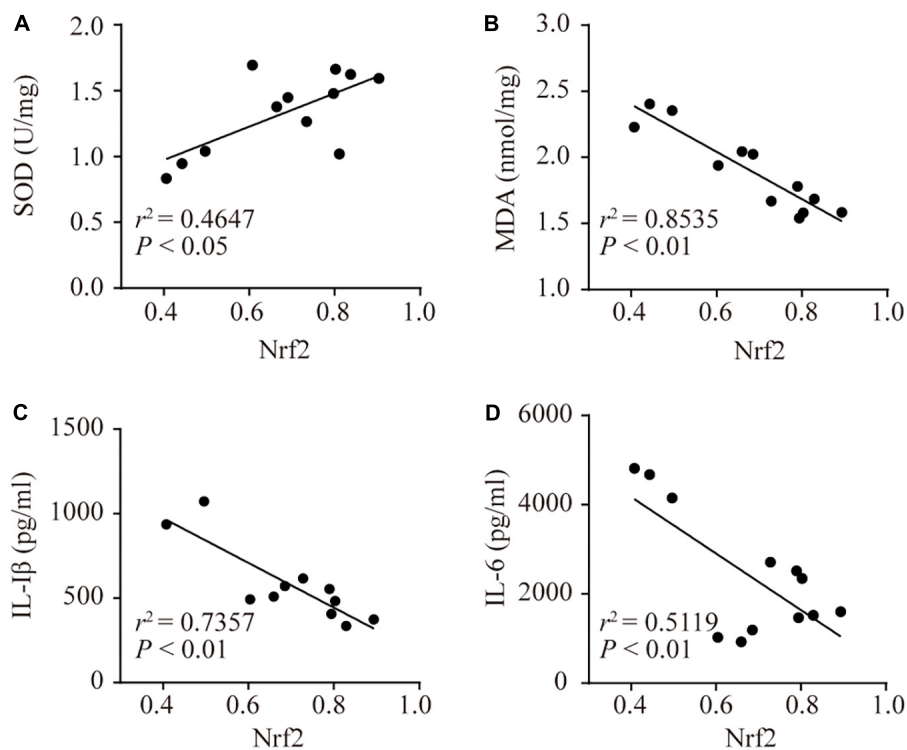 A
2.0
1.5
1.0
0.5
0.0
SOD (U/mg)
r² = 0.4647
P < 0.05
0.4 0.6 0.8 1.0
Nrf2
B
3.0
2.5
2.0
1.5
1.0
MDA (nmol/mg)
r² = 0.8535
P < 0.01
0.4 0.6 0.8 1.0
Nrf2
C
1500
1000
500
0
IL-Iβ (pg/ml)
r² = 0.7357
P < 0.01
0.4 0.6 0.8 1.0
Nrf2
D
6000
4000
2000
0
IL-6 (pg/ml)
r² = 0.5119
P < 0.01
0.4 0.6 0.8 1.0
Nrf2